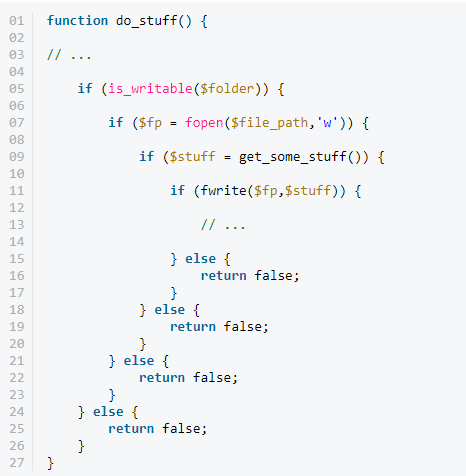 01 function do_stuff() {
02
03 // ...
04
05     if (is_writable($folder)) {
06
07         if ($fp = fopen($file_path,'w')) {
08
09             if ($stuff = get_some_stuff()) {
10
11                 if (fwrite($fp,$stuff)) {
12
13                     // ...
14
15                 } else {
16                     return false;
17                 }
18             } else {
19                 return false;
20             }
21         } else {
22             return false;
23         }
24     } else {
25         return false;
26     }
27 }